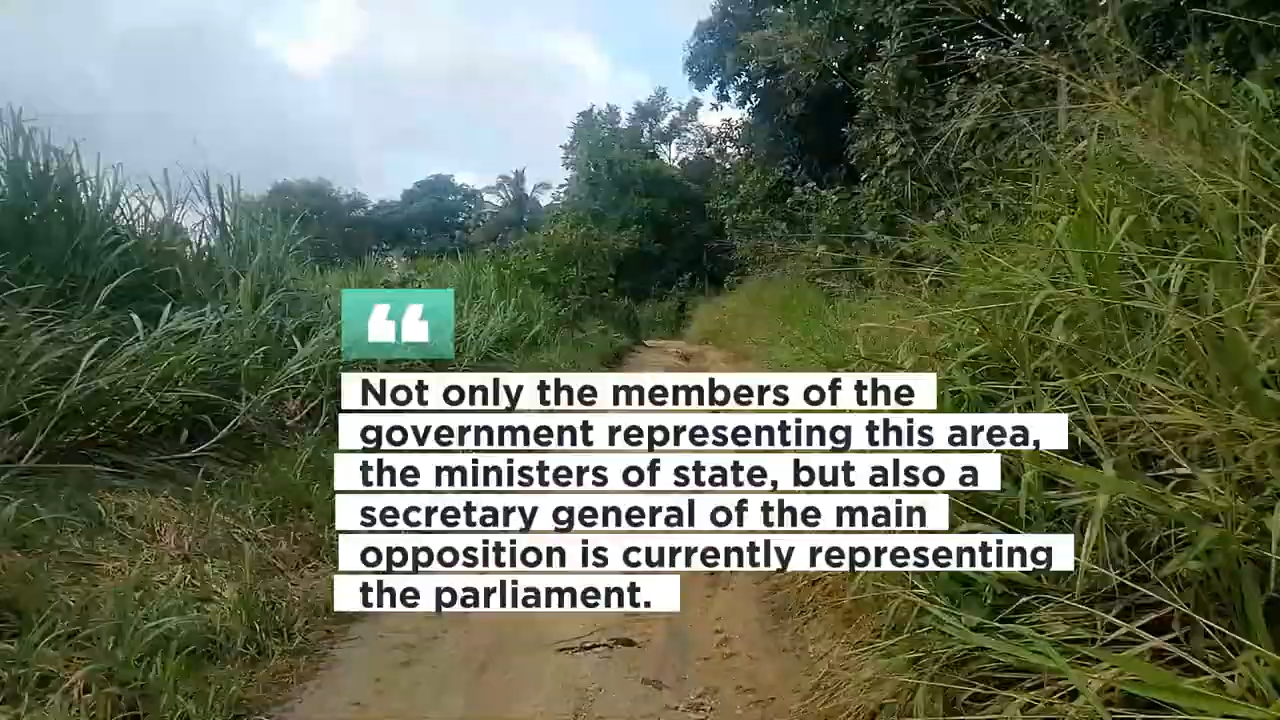 “
Not only the members of the
government representing this area,
the ministers of state, but also a
secretary general of the main
opposition is currently representing
the parliament.